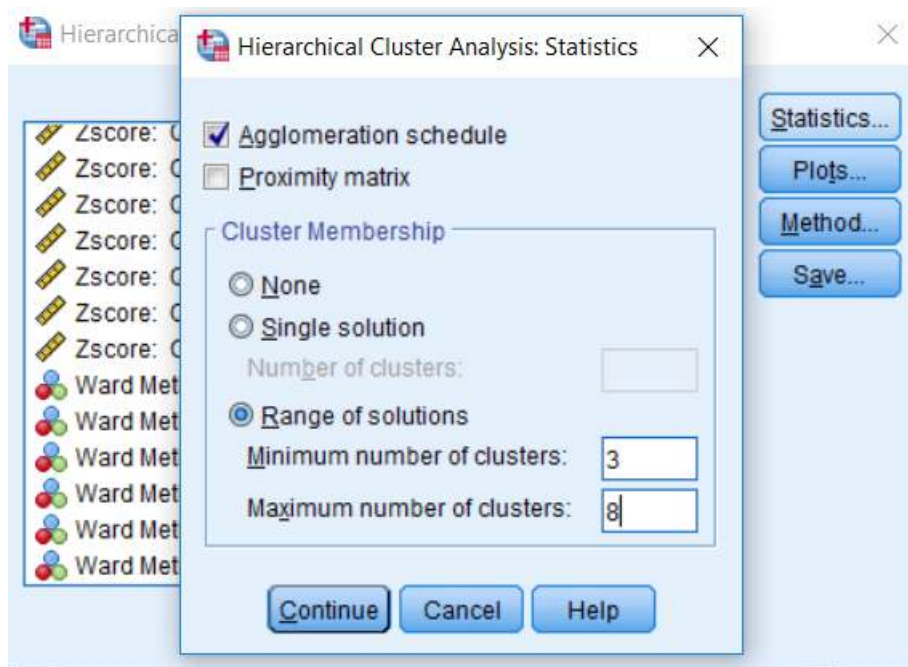 Hierarchica
Hierarchical Cluster Analysis: Statistics
Statistics...
Plots...
Method...
Save...
Zscore: C
Zscore: C
Zscore: C
Zscore: C
Zscore: C
Zscore: C
Zscore: C
Ward Met
Ward Met
Ward Met
Ward Met
Ward Met
Ward Met
Agglomeration schedule
Proximity matrix
Cluster Membership
None
Single solution
Number of clusters:
Range of solutions
Minimum number of clusters: 3
Maximum number of clusters: 8
Continue Cancel Help